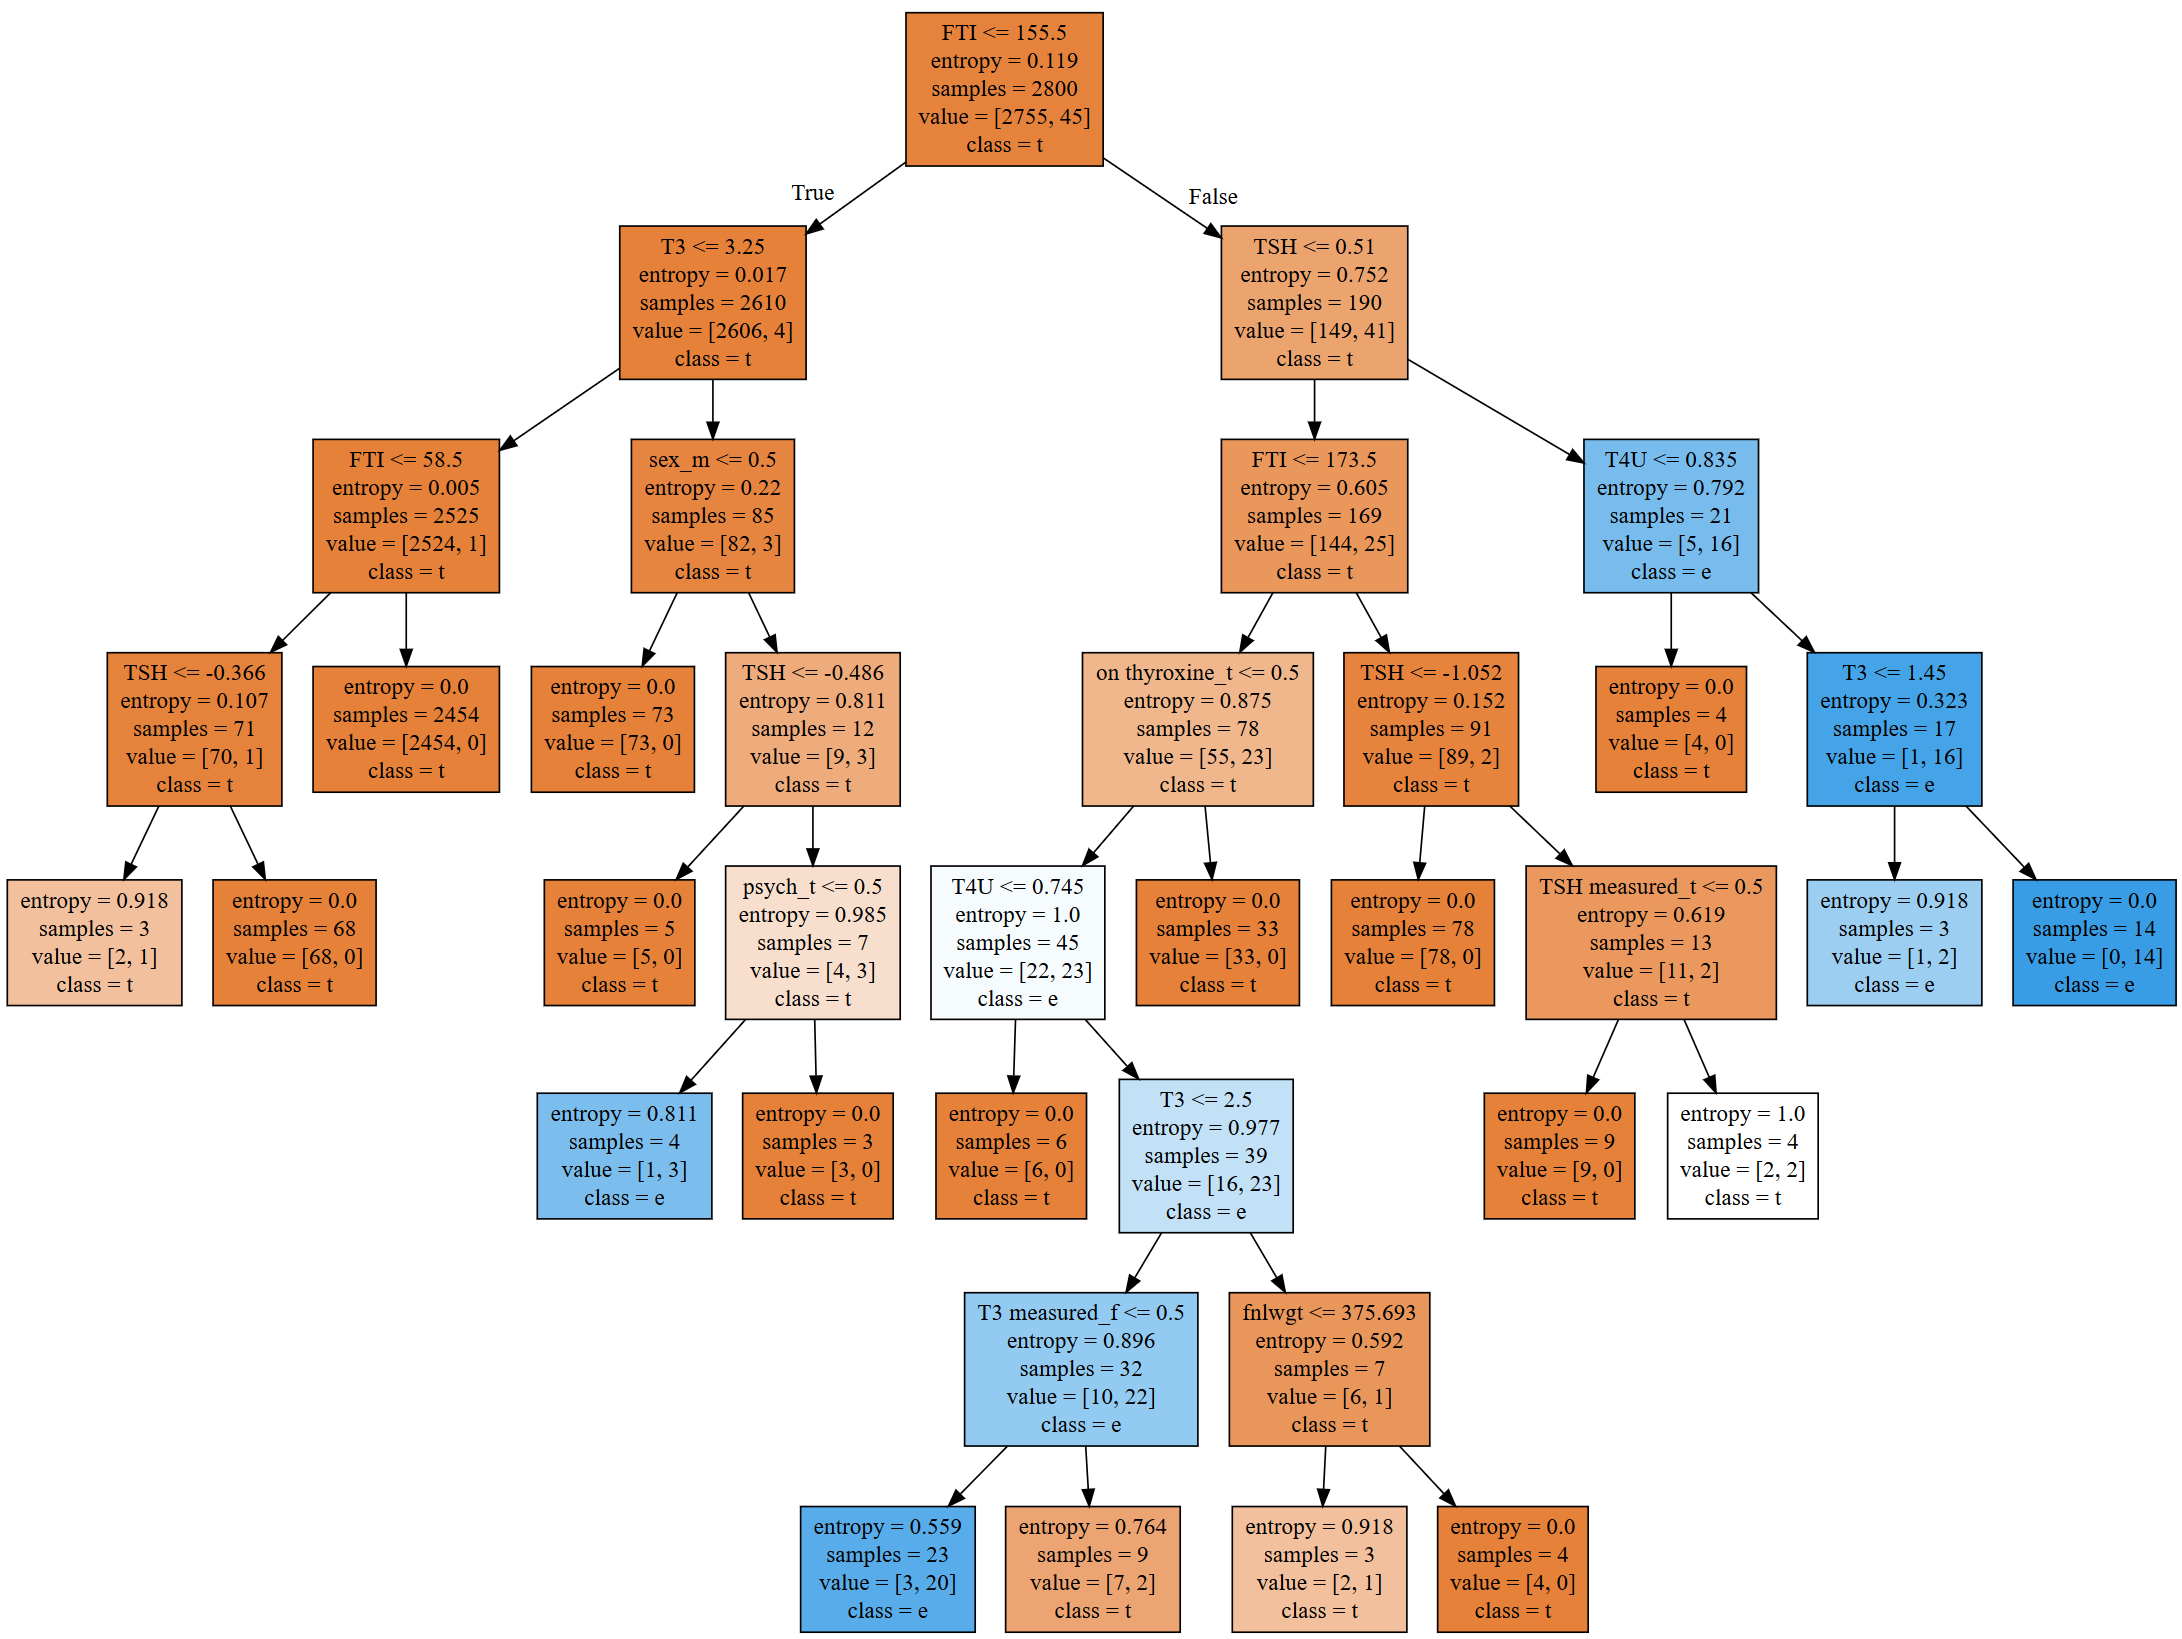 FTI <= 155.5
entropy = 0.119
samples = 2800
value = [2755, 45]
class = t
True
False
T3 <= 3.25
entropy = 0.017
samples = 2610
value = [2606, 4]
class = t
TSH <= 0.51
entropy = 0.752
samples = 190
value = [149, 41]
class = t
FTI <= 58.5
entropy = 0.005
samples = 2525
value = [2524, 1]
class = t
sex_m <= 0.5
entropy = 0.22
samples = 85
value = [82, 3]
class = t
FTI <= 173.5
entropy = 0.605
samples = 169
value = [144, 25]
class = t
T4U <= 0.835
entropy = 0.792
samples = 21
value = [5, 16]
class = e
TSH <= -0.366
entropy = 0.107
samples = 71
value = [70, 1]
class = t
entropy = 0.0
samples = 2454
value = [2454, 0]
class = t
entropy = 0.0
samples = 73
value = [73, 0]
class = t
TSH <= -0.486
entropy = 0.811
samples = 12
value = [9, 3]
class = t
on thyroxine_t <= 0.5
entropy = 0.875
samples = 78
value = [55, 23]
class = t
TSH <= -1.052
entropy = 0.152
samples = 91
value = [89, 2]
class = t
entropy = 0.0
samples = 4
value = [4, 0]
class = t
T3 <= 1.45
entropy = 0.323
samples = 17
value = [1, 16]
class = e
entropy = 0.918
samples = 3
value = [2, 1]
class = t
entropy = 0.0
samples = 68
value = [68, 0]
class = t
entropy = 0.0
samples = 5
value = [5, 0]
class = t
psych_t <= 0.5
entropy = 0.985
samples = 7
value = [4, 3]
class = t
T4U <= 0.745
entropy = 1.0
samples = 45
value = [22, 23]
class = e
entropy = 0.0
samples = 33
value = [33, 0]
class = t
entropy = 0.0
samples = 78
value = [78, 0]
class = t
TSH measured_t <= 0.5
entropy = 0.619
samples = 13
value = [11, 2]
class = t
entropy = 0.918
samples = 3
value = [1, 2]
class = e
entropy = 0.0
samples = 14
value = [0, 14]
class = e
entropy = 0.811
samples = 4
value = [1, 3]
class = e
entropy = 0.0
samples = 3
value = [3, 0]
class = t
entropy = 0.0
samples = 6
value = [6, 0]
class = t
T3 <= 2.5
entropy = 0.977
samples = 39
value = [16, 23]
class = e
entropy = 0.0
samples = 9
value = [9, 0]
class = t
entropy = 1.0
samples = 4
value = [2, 2]
class = t
T3 measured_f <= 0.5
entropy = 0.896
samples = 32
value = [10, 22]
class = e
fnlwgt <= 375.693
entropy = 0.592
samples = 7
value = [6, 1]
class = t
entropy = 0.559
samples = 23
value = [3, 20]
class = e
entropy = 0.764
samples = 9
value = [7, 2]
class = t
entropy = 0.918
samples = 3
value = [2, 1]
class = t
entropy = 0.0
samples = 4
value = [4, 0]
class = t